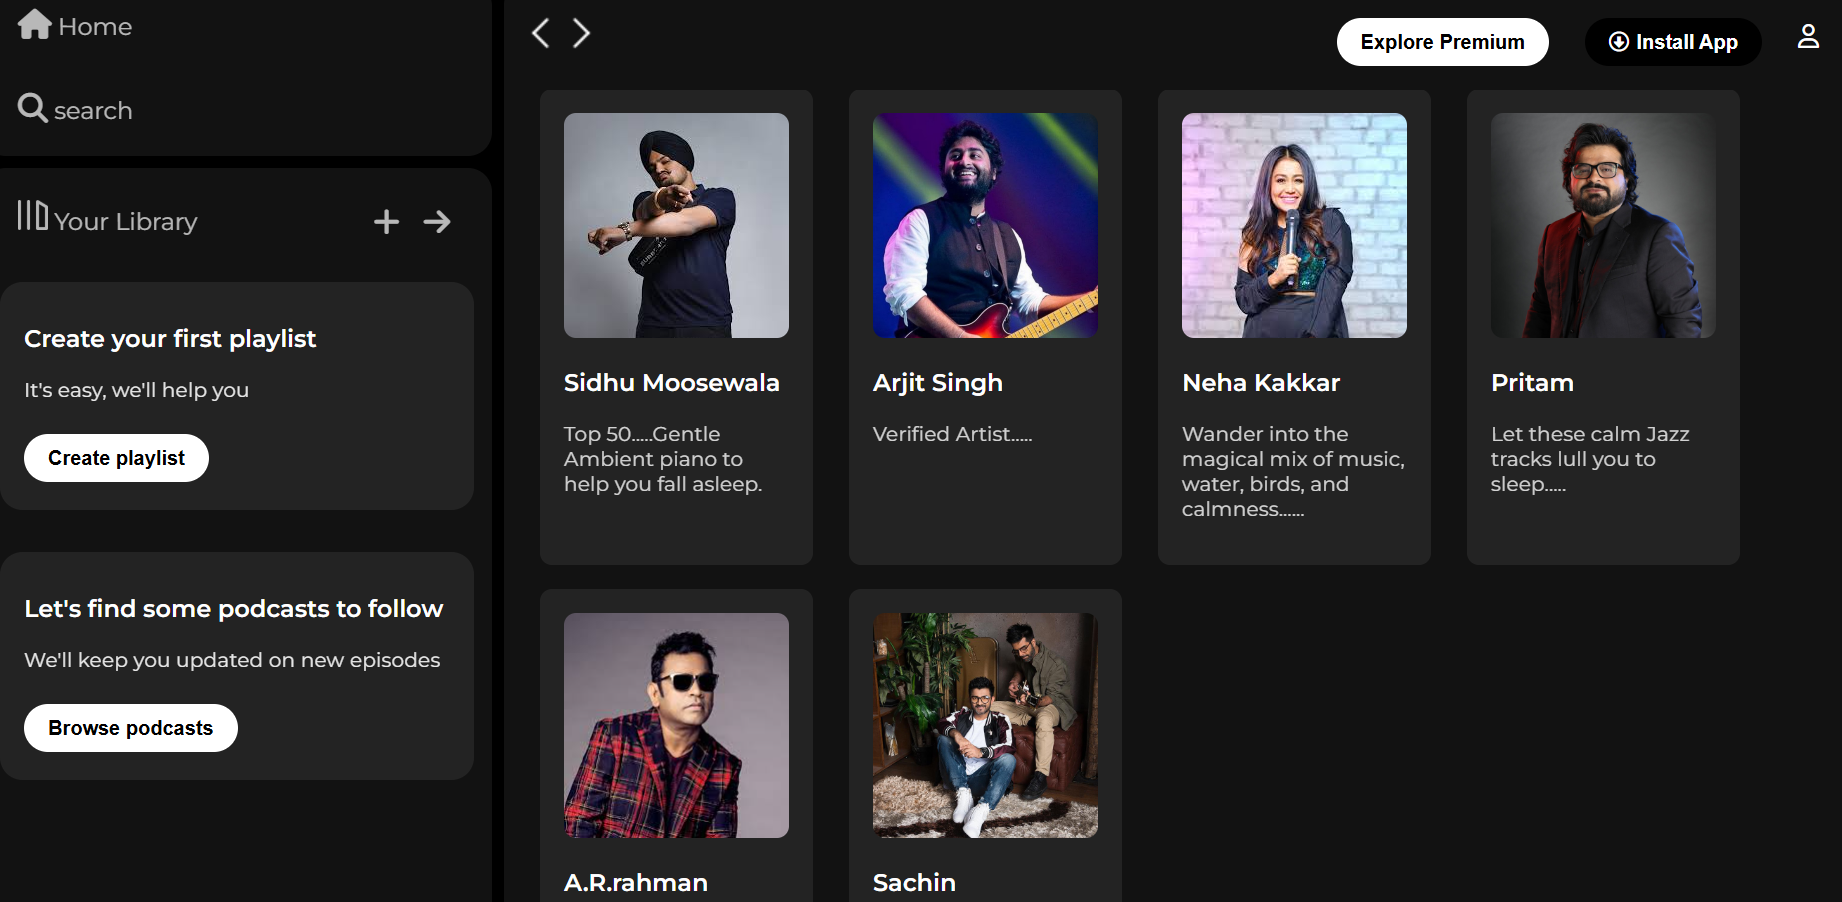 Home
search
Your Library
Create your first playlist
It's easy, we'll help you
Create playlist
Let's find some podcasts to follow
We'll keep you updated on new episodes
Browse podcasts
Explore Premium
Install App
Sidhu Moosewala
Top 50.....Gentle
Ambient piano to
help you fall asleep.
Arjit Singh
Verified Artist.....
Neha Kakkar
Wander into the
magical mix of music,
water, birds, and
calmness......
Pritam
Let these calm Jazz
tracks lull you to
sleep.....
A.R.rahman
Sachin